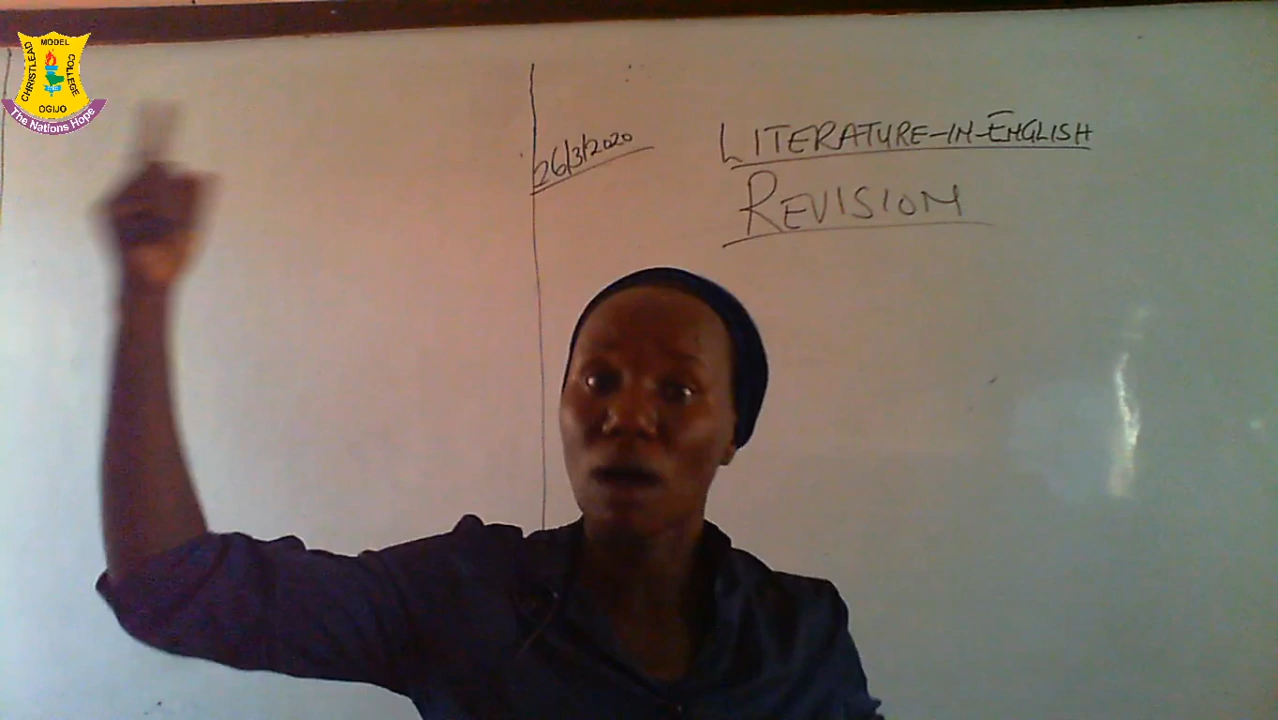 MODEL
CHRISTLEAD
COLLEGE
OGIJO
The Nations Hope
26/3/2020
LITERATURE-IN-ENGLISH
REVISION